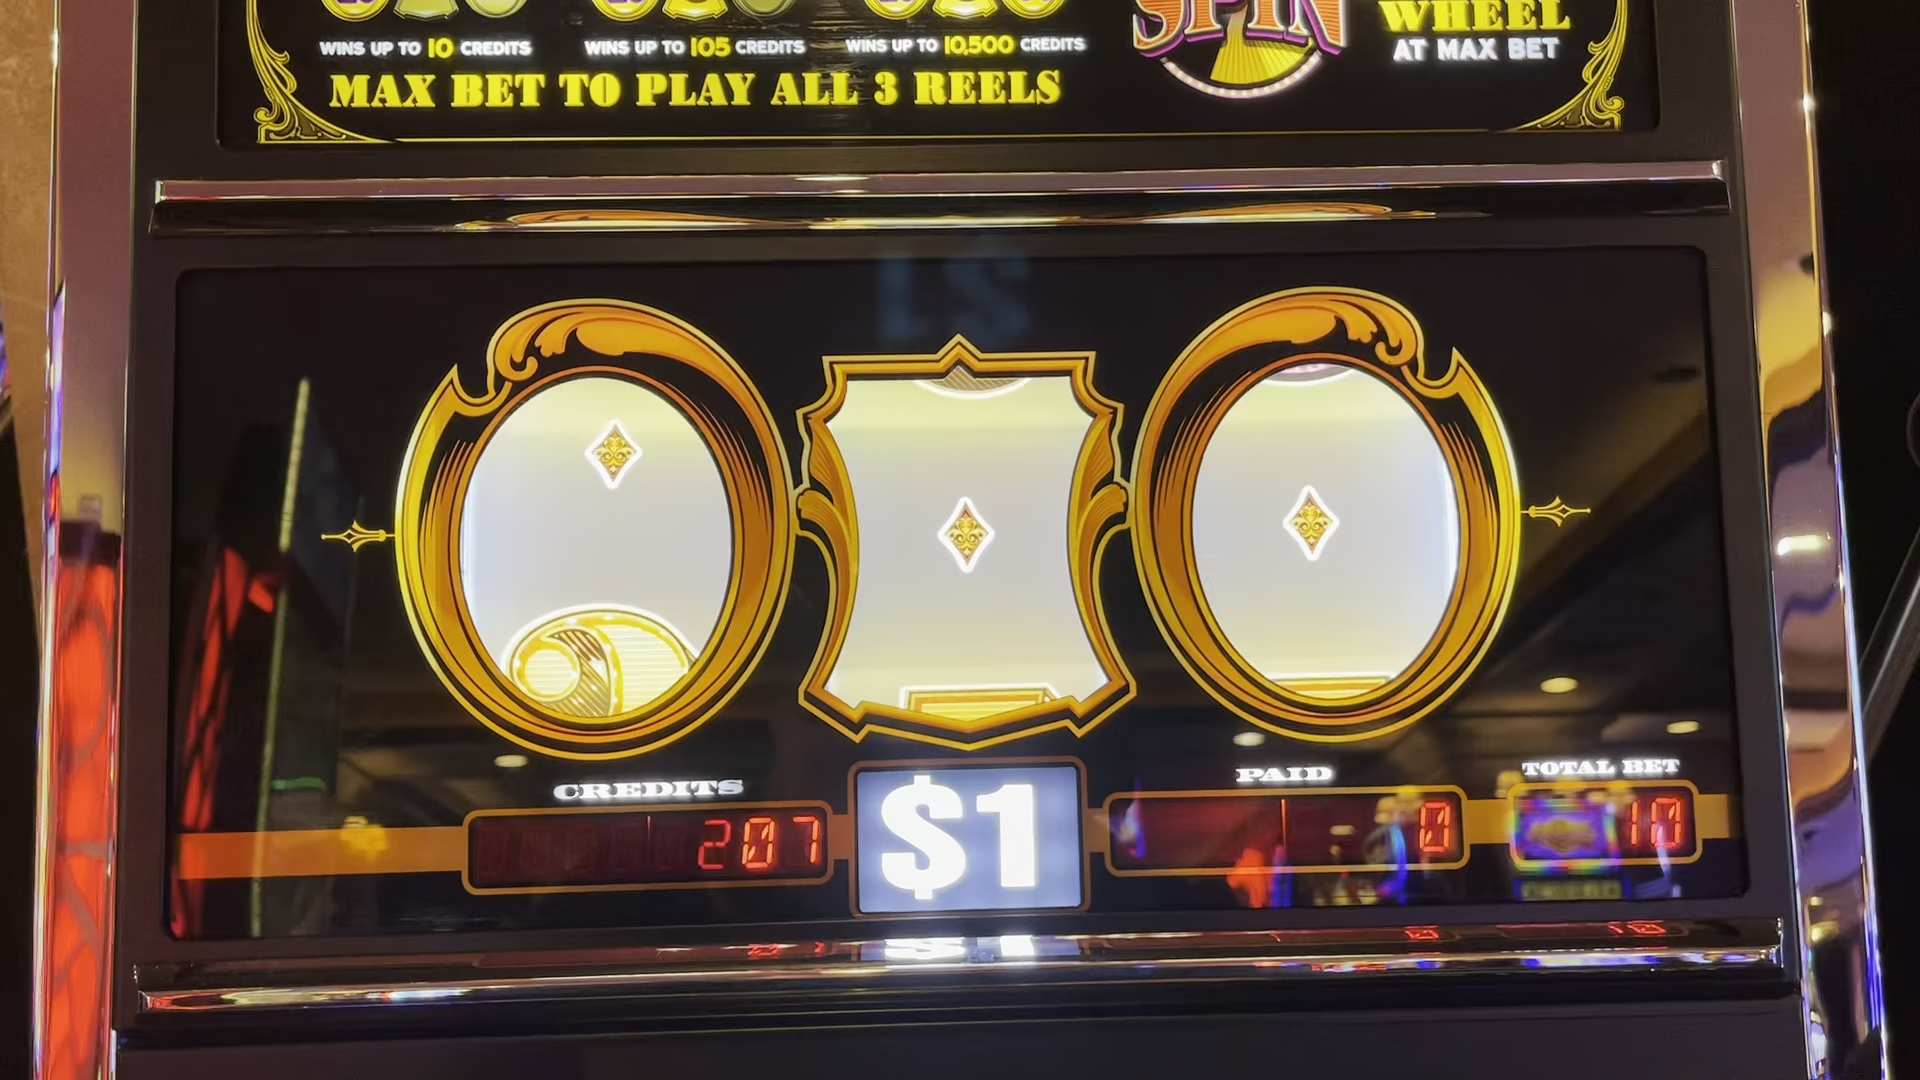 WINS UP TO 10 CREDITS
WINS UP TO 105 CREDITS
WINS UP TO 10,500 CREDITS
MAX BET TO PLAY ALL 3 REELS
SPIN
WHEEL
AT MAX BET
CREDITS
207
$1
PAID
0
TOTAL BET
10